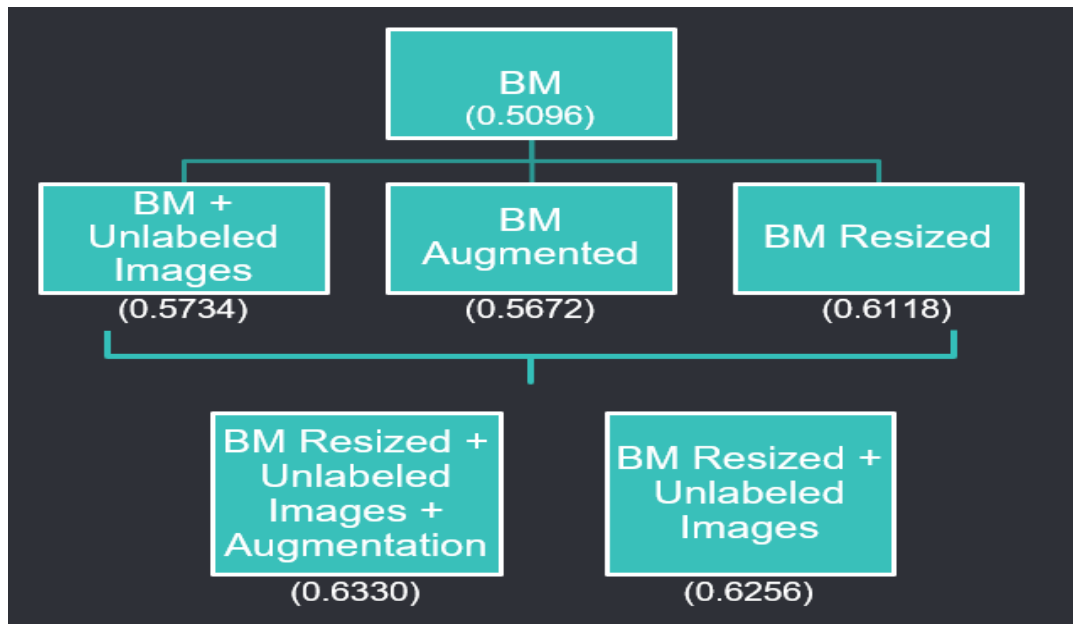 BM
(0.5096)
BM +
Unlabeled
Images
(0.5734)
BM
Augmented
(0.5672)
BM Resized
(0.6118)
BM Resized +
Unlabeled
Images +
Augmentation
(0.6330)
BM Resized +
Unlabeled
Images
(0.6256)